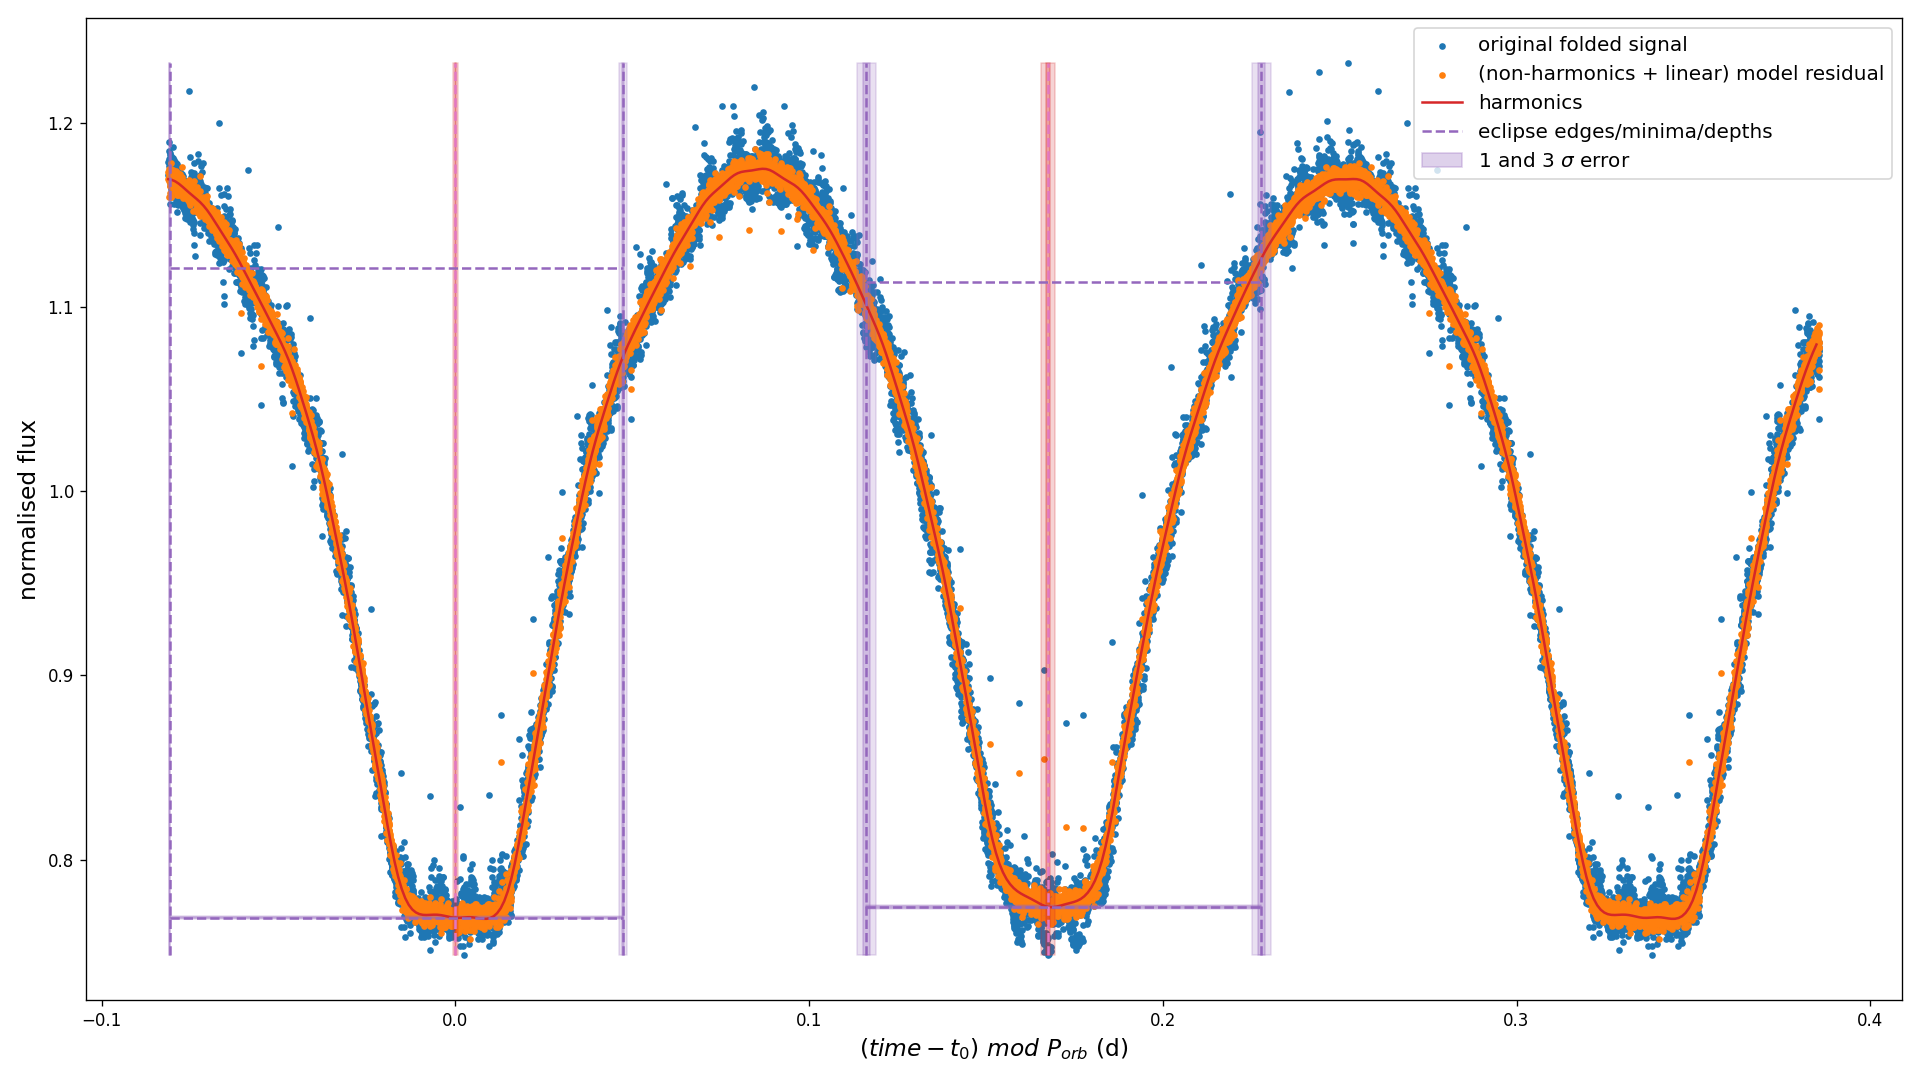 original folded signal
(non-harmonics + linear) model residual
harmonics
eclipse edges/minima/depths
1 and 3 σ error
normalised flux
1.2
1.1
1.0
0.9
0.8
−0.1 0.0 0.1 0.2 0.3 0.4
(time − t₀) mod Pₒᵣb (d)